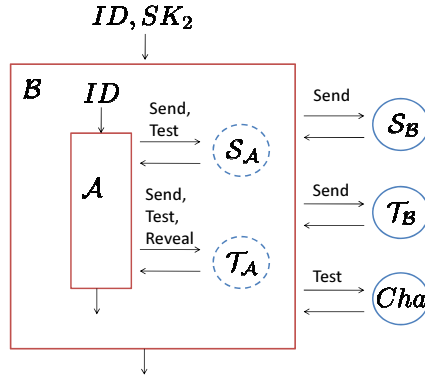 ID, SK₂
ℬ
ID
Send,
Test
𝒮_𝒜
𝒜
Send,
Test,
Reveal
𝒯_𝒜
Send
𝒮_ℬ
Send
𝒯_ℬ
Test
Cha